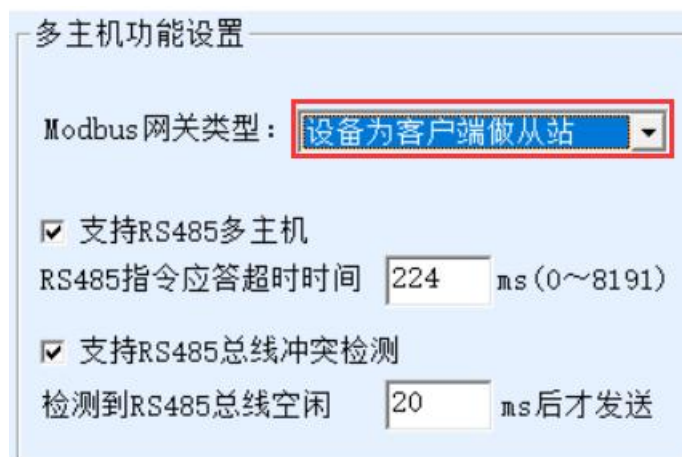 多主机功能设置
Modbus网关类型：设备为客户端做从站
支持RS485多主机
RS485指令应答超时时间 224 ms(0～8191)
支持RS485总线冲突检测
检测到RS485总线空闲 20 ms后才发送